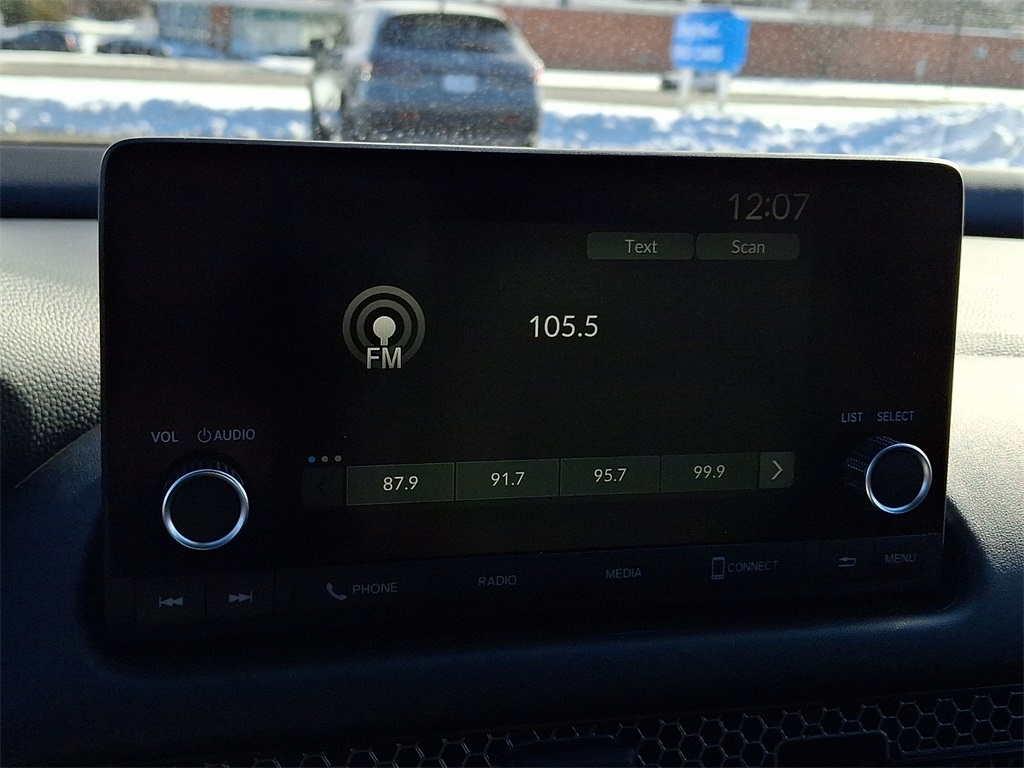 12:07
Text Scan
FM
105.5
LIST SELECT
VOL AUDIO
87.9 91.7 95.7 99.9
PHONE RADIO MEDIA CONNECT MENU